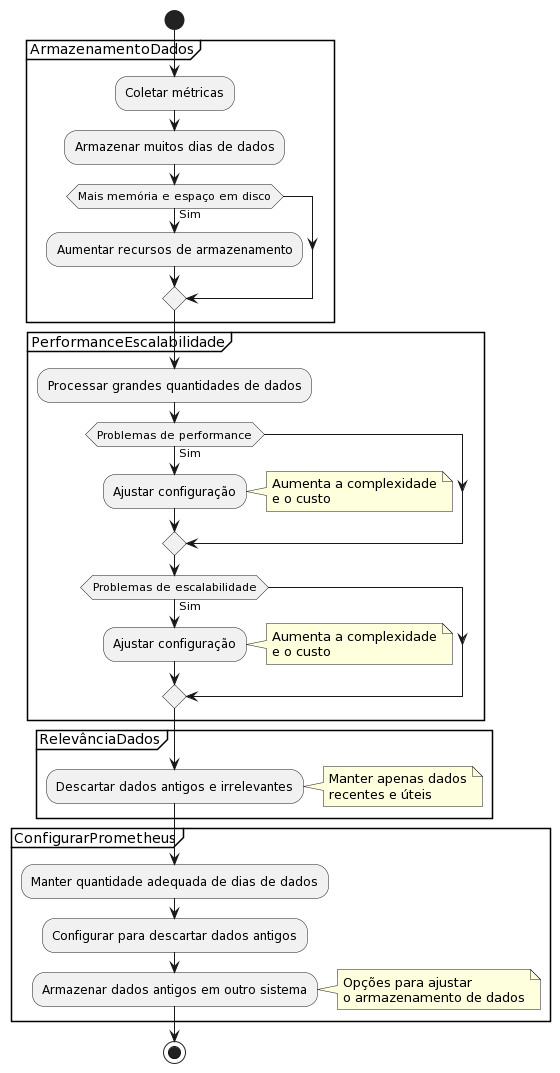 ArmazenamentoDados
Coletar métricas
Armazenar muitos dias de dados
Mais memória e espaço em disco
Sim
Aumentar recursos de armazenamento
PerformanceEscalabilidade
Processar grandes quantidades de dados
Problemas de performance
Sim
Ajustar configuração
Aumenta a complexidade
e o custo
Problemas de escalabilidade
Sim
Ajustar configuração
Aumenta a complexidade
e o custo
RelevânciaDados
Descartar dados antigos e irrelevantes
Manter apenas dados
recentes e úteis
ConfigurarPrometheus
Manter quantidade adequada de dias de dados
Configurar para descartar dados antigos
Armazenar dados antigos em outro sistema
Opções para ajustar
o armazenamento de dados